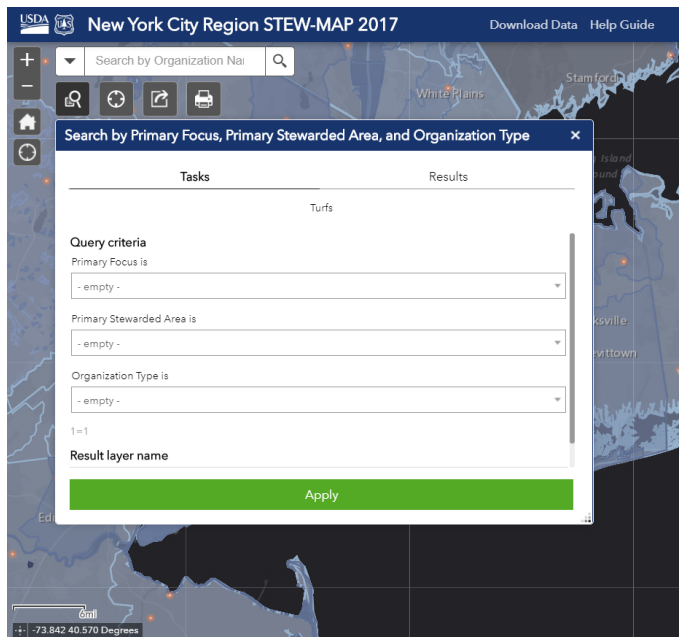 USDA New York City Region STEW-MAP 2017 Download Data Help Guide
+ Search by Organization Nar
−
White Plains
Stamford
Search by Primary Focus, Primary Stewarded Area, and Organization Type ×
Island
Tasks Results
Turfs
Query criteria
Primary Focus is
- empty -
Primary Stewarded Area is
ksville
- empty -
evittown
Organization Type is
- empty -
1=1
Result layer name
Apply
Edi
6mi
-73.842 40.570 Degrees